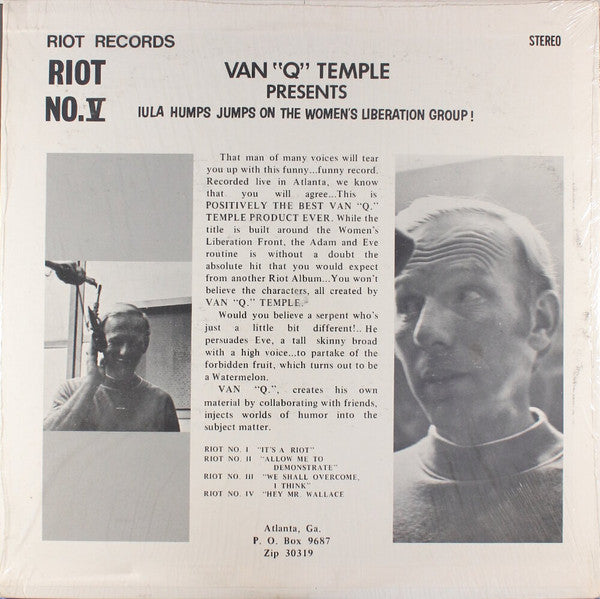 RIOT RECORDS
STEREO
RIOT
NO. V
VAN "Q" TEMPLE
PRESENTS
IULA HUMPS JUMPS ON THE WOMEN'S LIBERATION GROUP!
That man of many voices will tear
you up with this funny...funny record.
Recorded live in Atlanta, we know
that you will agree...This is
POSITIVELY THE BEST VAN "Q."
TEMPLE PRODUCT EVER. While the
title is built around the Women's
Liberation Front, the Adam and Eve
routine is without a doubt the
absolute hit that you would expect
from another Riot Album...You won't
believe the characters, all created by
VAN "Q." TEMPLE.
Would you believe a serpent who's
just a little bit different!.. He
persuades Eve, a tall skinny broad
with a high voice...to partake of the
forbidden fruit, which turns out to be
a Watermelon.
VAN "Q.", creates his own
material by collaborating with friends,
injects worlds of humor into the
subject matter.
RIOT NO. I "IT'S A RIOT"
RIOT NO. II "ALLOW ME TO
DEMONSTRATE"
RIOT NO. III "WE SHALL OVERCOME,
I THINK"
RIOT NO. IV "HEY MR. WALLACE
Atlanta, Ga.
P. O. Box 9687
Zip 30319